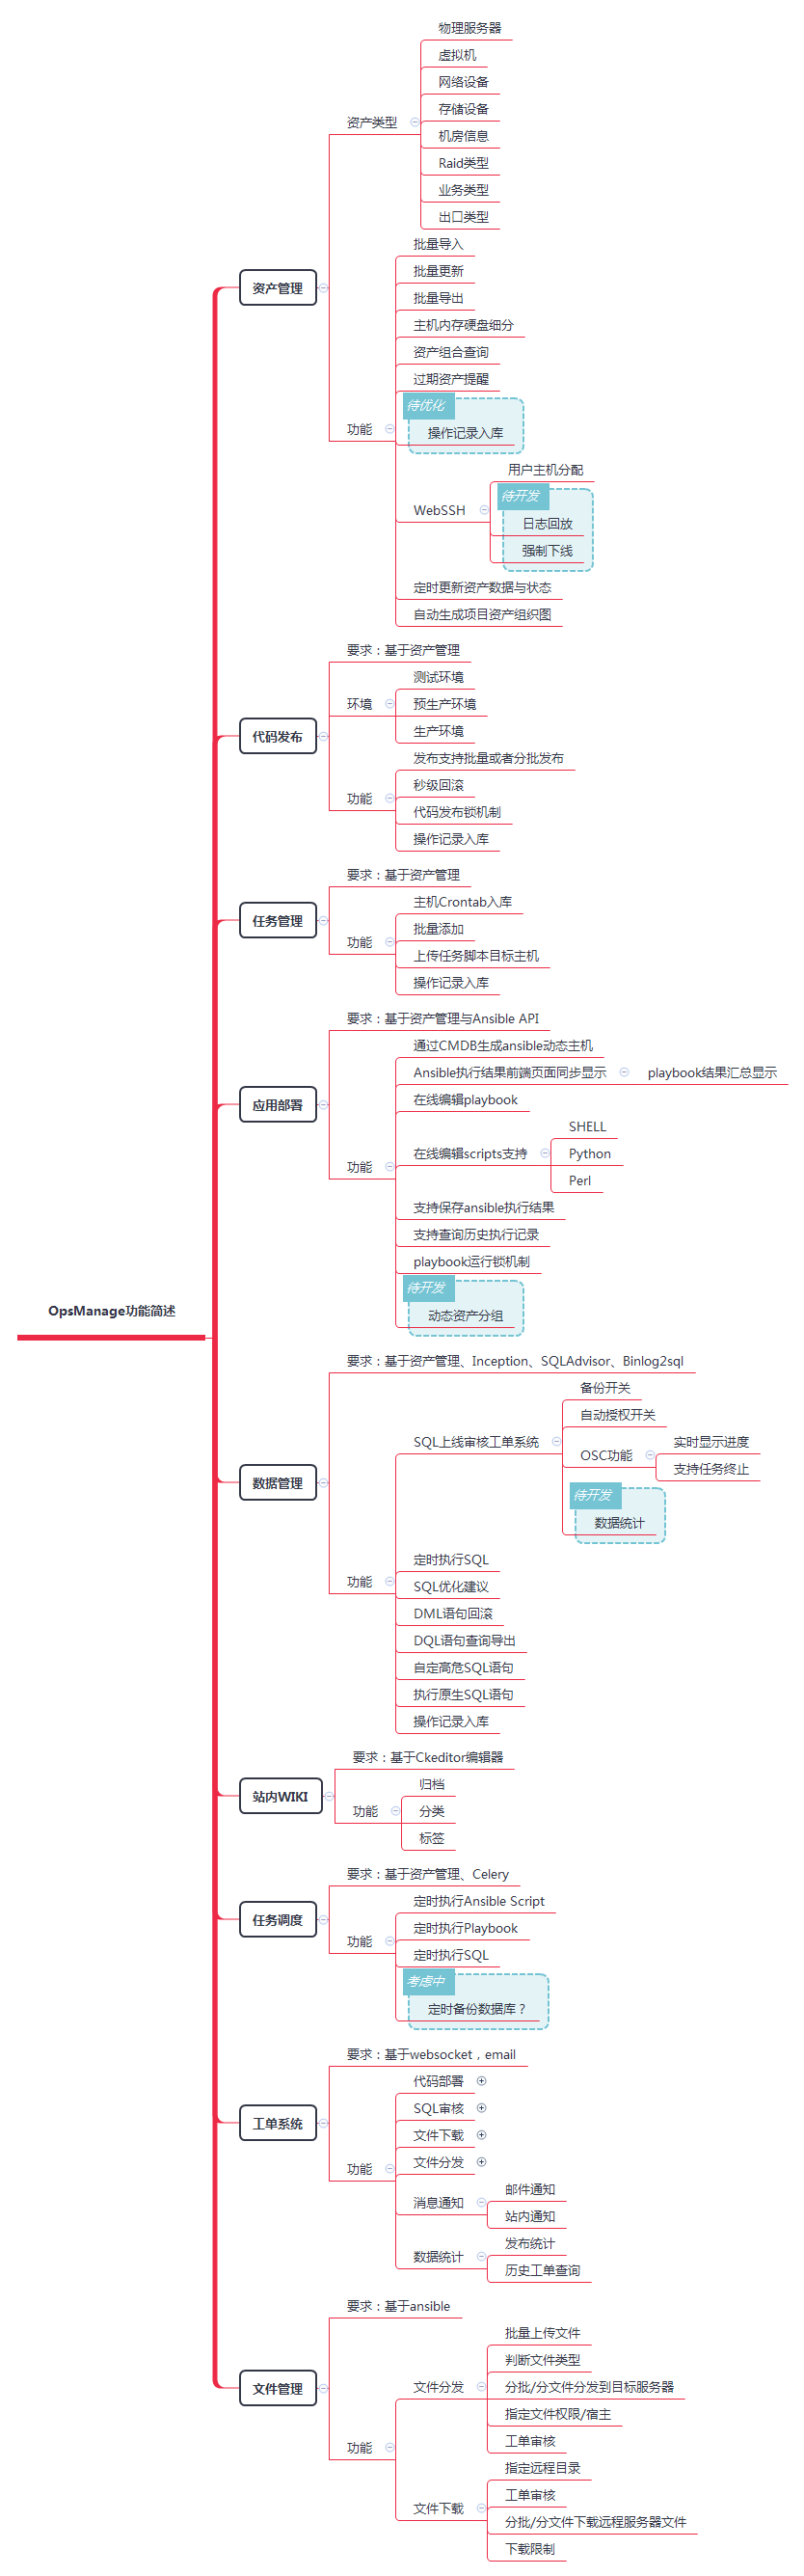 OpsManage功能简述
资产管理
资产类型
物理服务器
虚拟机
网络设备
存储设备
机房信息
Raid类型
业务类型
出口类型
功能
批量导入
批量更新
批量导出
主机内存硬盘细分
资产组合查询
过期资产提醒
待优化
操作记录入库
WebSSH
用户主机分配
待开发
日志回放
强制下线
定时更新资产数据与状态
自动生成项目资产组织图
代码发布
要求：基于资产管理
环境
测试环境
预生产环境
生产环境
功能
发布支持批量或者分批发布
秒级回滚
代码发布锁机制
操作记录入库
任务管理
要求：基于资产管理
功能
主机Crontab入库
批量添加
上传任务脚本目标主机
操作记录入库
应用部署
要求：基于资产管理与Ansible API
功能
通过CMDB生成ansible动态主机
Ansible执行结果前端页面同步显示
playbook结果汇总显示
在线编辑playbook
在线编辑scripts支持
SHELL
Python
Perl
支持保存ansible执行结果
支持查询历史执行记录
playbook运行锁机制
待开发
动态资产分组
数据管理
要求：基于资产管理、Inception、SQLAdvisor、Binlog2sql
功能
SQL上线审核工单系统
备份开关
自动授权开关
OSC功能
实时显示进度
支持任务终止
待开发
数据统计
定时执行SQL
SQL优化建议
DML语句回滚
DQL语句查询导出
自定高危SQL语句
执行原生SQL语句
操作记录入库
站内WIKI
要求：基于Ckeditor编辑器
功能
归档
分类
标签
任务调度
要求：基于资产管理、Celery
功能
定时执行Ansible Script
定时执行Playbook
定时执行SQL
考虑中
定时备份数据库？
工单系统
要求：基于websocket，email
功能
代码部署
SQL审核
文件下载
文件分发
消息通知
邮件通知
站内通知
数据统计
发布统计
历史工单查询
文件管理
要求：基于ansible
功能
文件分发
批量上传文件
判断文件类型
分批/分文件分发到目标服务器
指定文件权限/宿主
工单审核
文件下载
指定远程目录
工单审核
分批/分文件下载远程服务器文件
下载限制